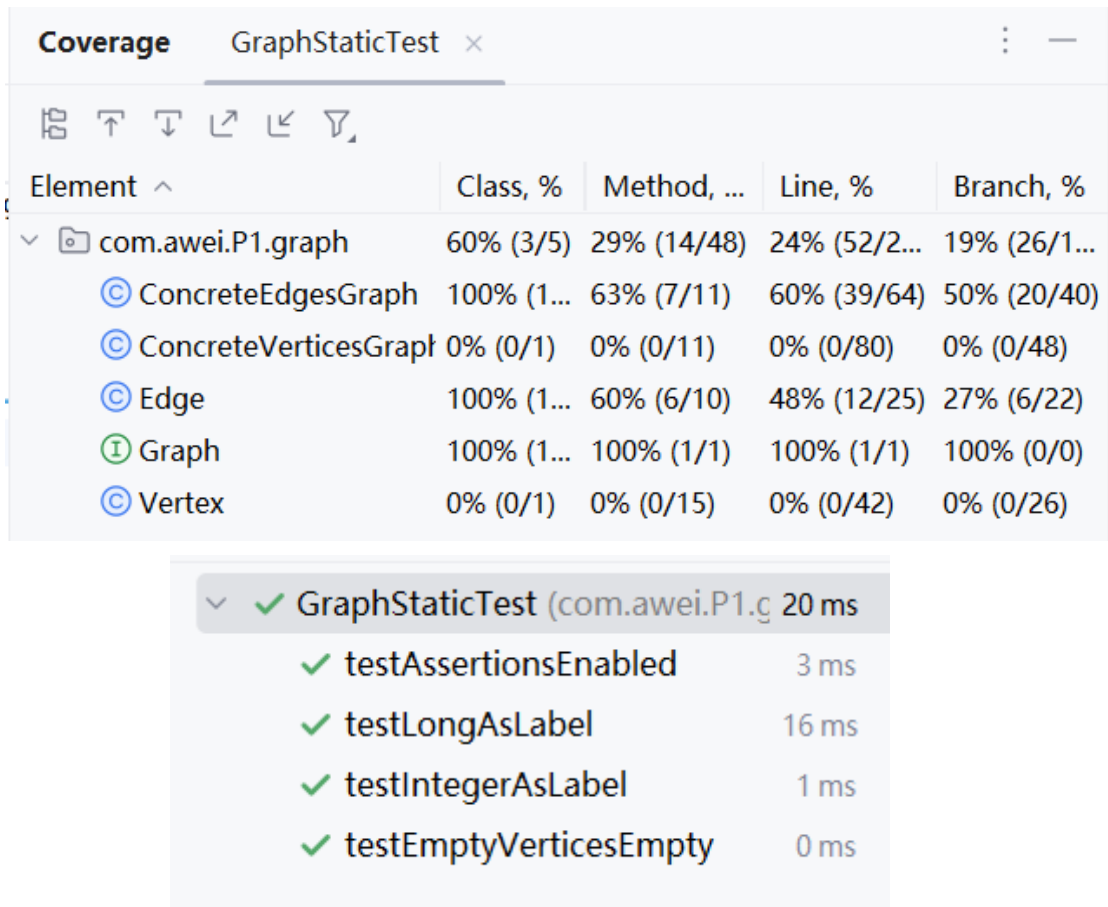 Coverage GraphStaticTest ×
Element Class, % Method, ... Line, % Branch, %
com.awei.P1.graph 60% (3/5) 29% (14/48) 24% (52/2... 19% (26/1...
ConcreteEdgesGraph 100% (1... 63% (7/11) 60% (39/64) 50% (20/40)
ConcreteVerticesGraph 0% (0/1) 0% (0/11) 0% (0/80) 0% (0/48)
Edge 100% (1... 60% (6/10) 48% (12/25) 27% (6/22)
Graph 100% (1... 100% (1/1) 100% (1/1) 100% (0/0)
Vertex 0% (0/1) 0% (0/15) 0% (0/42) 0% (0/26)
GraphStaticTest (com.awei.P1.g 20 ms
testAssertionsEnabled 3 ms
testLongAsLabel 16 ms
testIntegerAsLabel 1 ms
testEmptyVerticesEmpty 0 ms